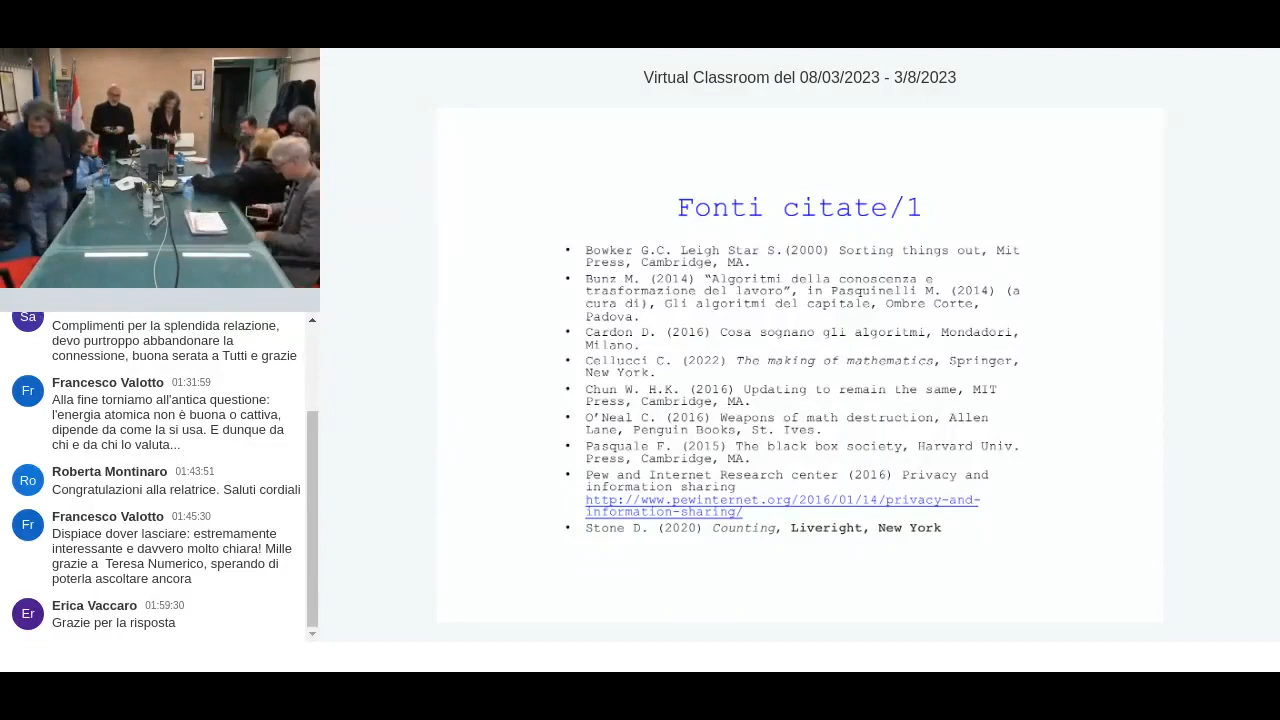 Virtual Classroom del 08/03/2023 - 3/8/2023
Fonti citate/1
• Bowker G.C. Leigh Star S.(2000) Sorting things out, Mit
Press, Cambridge, MA.
• Bunz M. (2014) “Algoritmi della conoscenza e
trasformazione del lavoro”, in Pasquinelli M. (2014) (a
cura di), Gli algoritmi del capitale, Ombre Corte,
Padova.
• Cardon D. (2016) Cosa sognano gli algoritmi, Mondadori,
Milano.
• Cellucci C. (2022) The making of mathematics, Springer,
New York.
• Chun W. H.K. (2016) Updating to remain the same, MIT
Press, Cambridge, MA.
• O’Neal C. (2016) Weapons of math destruction, Allen
Lane, Penguin Books, St. Ives.
• Pasquale F. (2015) The black box society, Harvard Univ.
Press, Cambridge, MA.
• Pew and Internet Research center (2016) Privacy and
information sharing
http://www.pewinternet.org/2016/01/14/privacy-and-
information-sharing/
• Stone D. (2020) Counting, Liveright, New York
Sa
Complimenti per la splendida relazione,
devo purtroppo abbandonare la
connessione, buona serata a Tutti e grazie
Fr
Francesco Valotto 01:31:59
Alla fine torniamo all'antica questione:
l'energia atomica non è buona o cattiva,
dipende da come la si usa. E dunque da
chi e da chi lo valuta...
Ro
Roberta Montinaro 01:43:51
Congratulazioni alla relatrice. Saluti cordiali
Fr
Francesco Valotto 01:45:30
Dispiace dover lasciare: estremamente
interessante e davvero molto chiara! Mille
grazie a Teresa Numerico, sperando di
poterla ascoltare ancora
Er
Erica Vaccaro 01:59:30
Grazie per la risposta